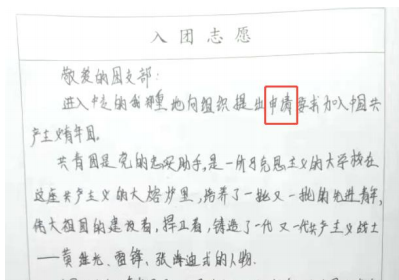 入团志愿
敬爱的团支部：
进入中学的我郑重地向组织提出申请要求加入中国共
产主义青年团。
共青团是党的忠实助手，是一所马克思主义的大学校在
这座共产主义的大熔炉里，培养了一批又一批的先进青年，
伟大祖国的建设者，捍卫者，铸造了一代又一代共产主义战士
——黄继光、雷锋、张海迪式的人物。